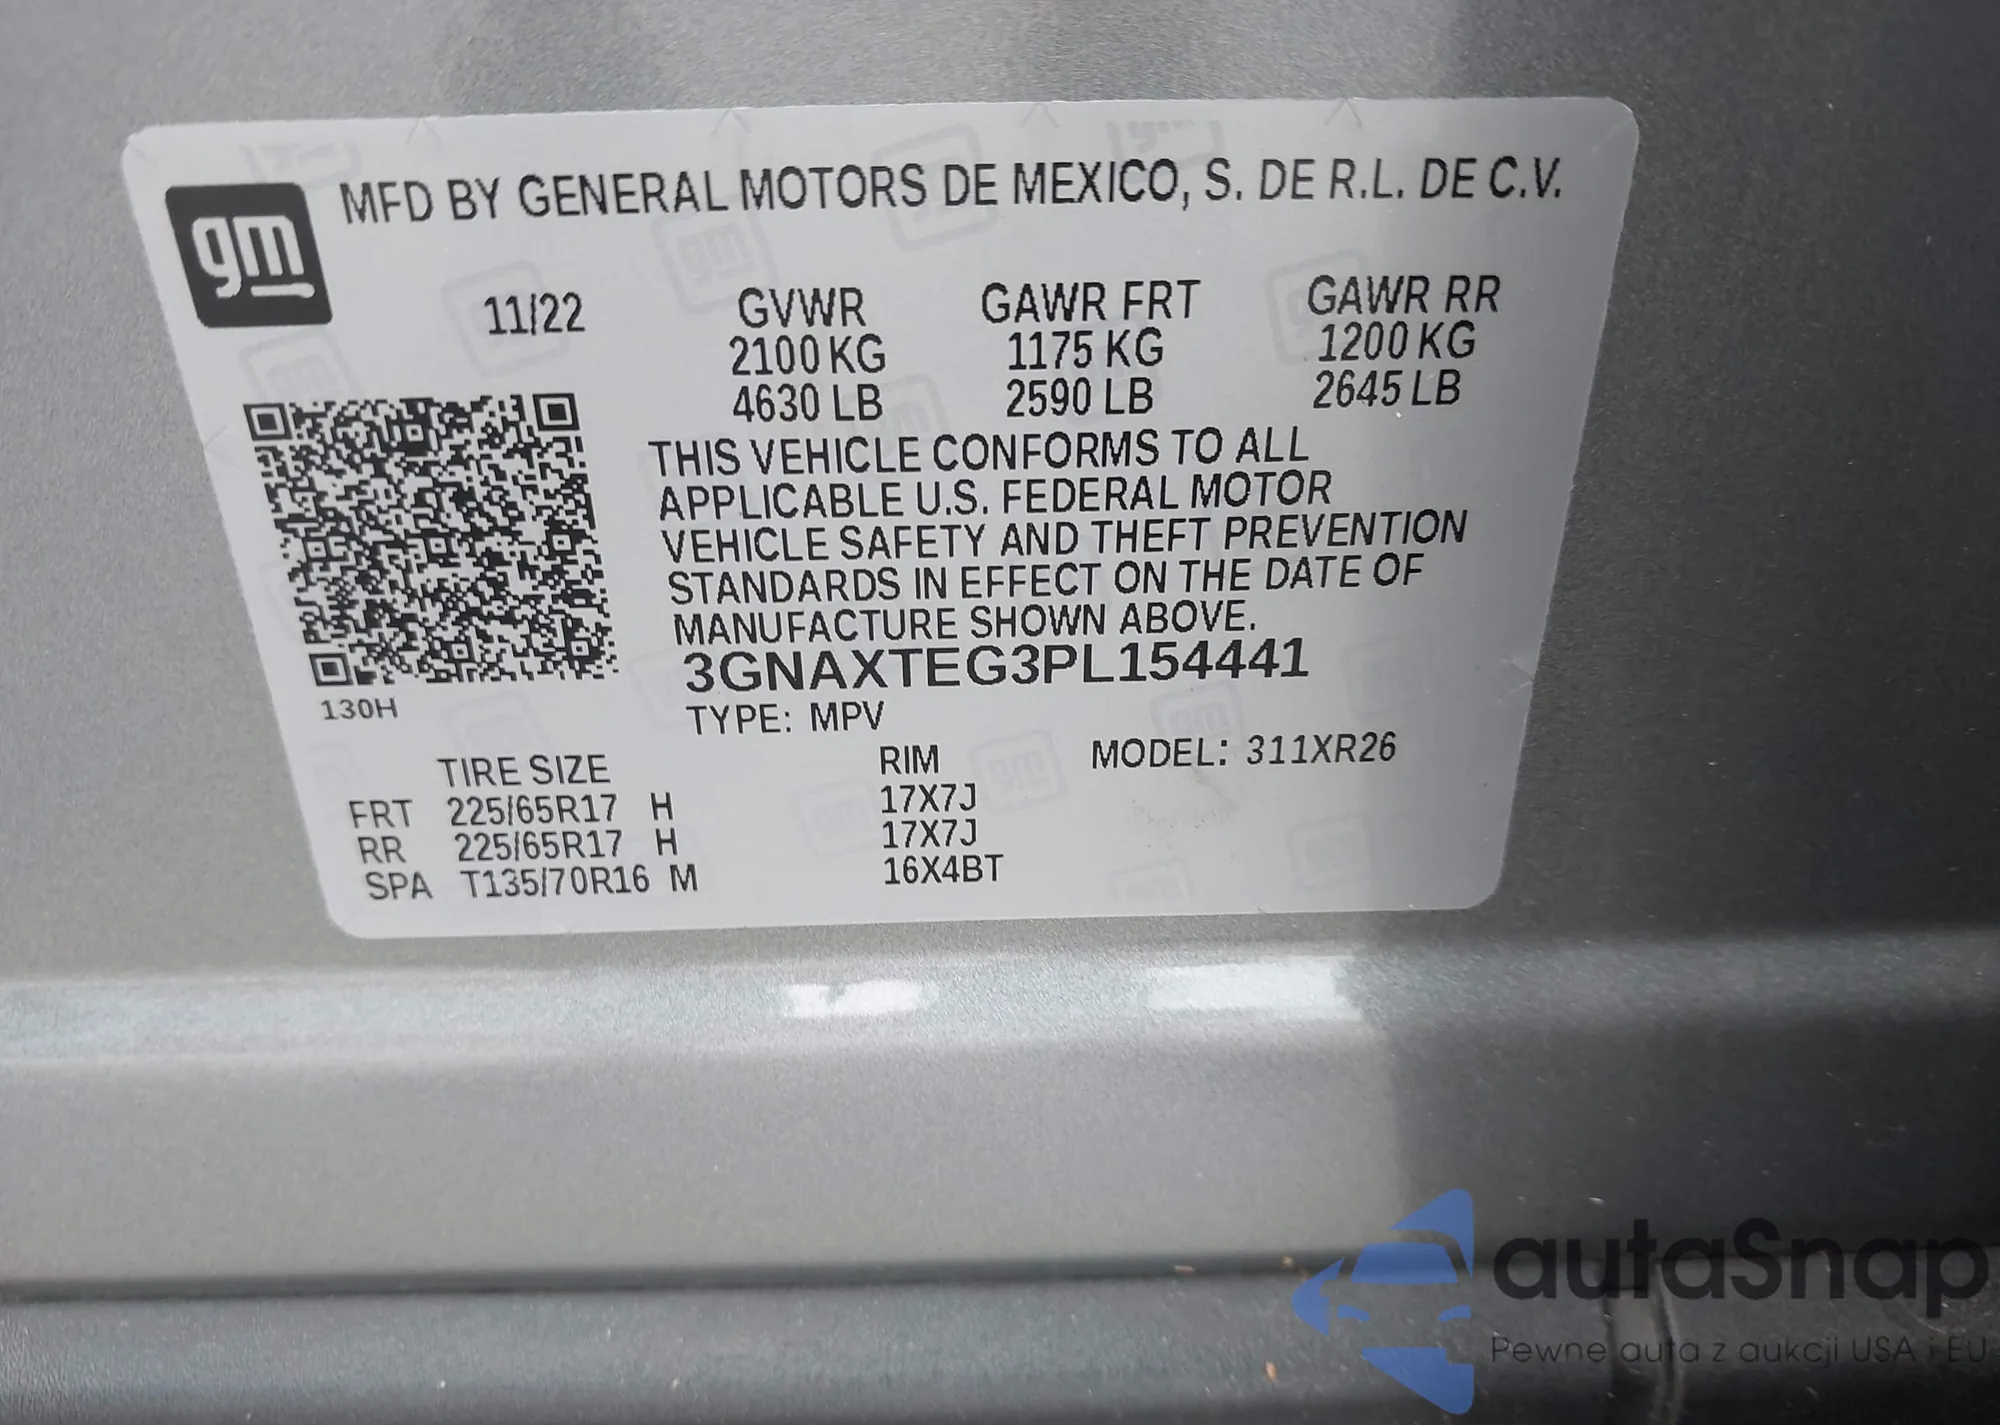 gm
MFD BY GENERAL MOTORS DE MEXICO, S. DE R.L. DE C.V.
11/22 GVWR GAWR FRT GAWR RR
2100 KG 1175 KG 1200 KG
4630 LB 2590 LB 2645 LB
THIS VEHICLE CONFORMS TO ALL
APPLICABLE U.S. FEDERAL MOTOR
VEHICLE SAFETY AND THEFT PREVENTION
STANDARDS IN EFFECT ON THE DATE OF
MANUFACTURE SHOWN ABOVE.
3GNAXTEG3PL154441
130H
TYPE: MPV
TIRE SIZE RIM MODEL: 311XR26
FRT 225/65R17 H 17X7J
RR 225/65R17 H 17X7J
SPA T135/70R16 M 16X4BT
autaSnap
Pewne auta z aukcji USA i EU